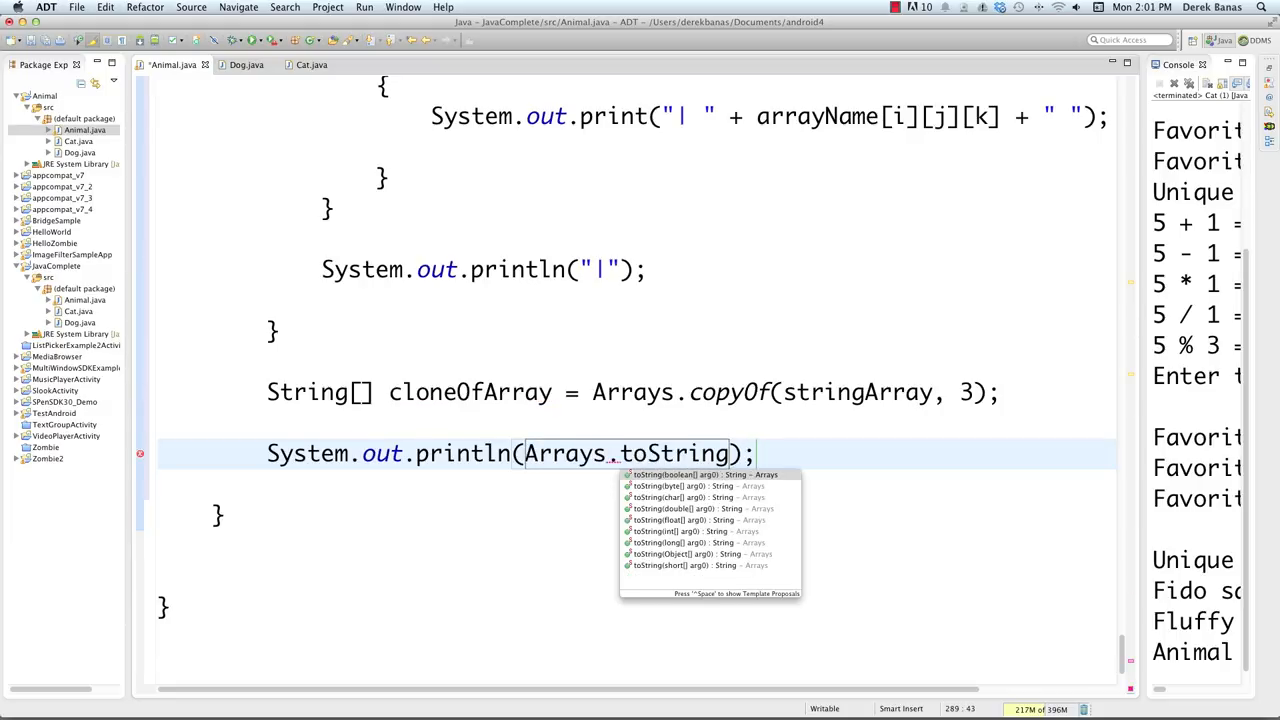 ADT File Edit Refactor Source Navigate Search Project Run Window Help 10 Mon 2:01 PM Derek Banas
Java - JavaComplete/src/Animal.java - ADT - /Users/derekbanas/Documents/android4
Quick Access Java DDMS
Package Exp
Animal
src
(default package)
Animal.java
Cat.java
Dog.java
JRE System Library [Ja
appcompat_v7
appcompat_v7_2
appcompat_v7_3
appcompat_v7_4
BridgeSample
HelloWorld
HelloZombie
ImageFilterSampleApp
JavaComplete
src
(default package)
Animal.java
Cat.java
Dog.java
JRE System Library [Ja
ListPickerExample2Activi
MediaBrowser
MultiWindowSDKExample
MusicPlayerActivity
SlookActivity
SPenSDK30_Demo
TestAndroid
TextGroupActivity
VideoPlayerActivity
Zombie
Zombie2
*Animal.java Dog.java Cat.java
{
System.out.print("| " + arrayName[i][j][k] + " ");
}
}
System.out.println("|");
}
String[] cloneOfArray = Arrays.copyOf(stringArray, 3);
System.out.println(Arrays.toString);
toString(boolean[] arg0) : String - Arrays
toString(byte[] arg0) : String - Arrays
toString(char[] arg0) : String - Arrays
toString(double[] arg0) : String - Arrays
toString(float[] arg0) : String - Arrays
toString(int[] arg0) : String - Arrays
toString(long[] arg0) : String - Arrays
toString(Object[] arg0) : String - Arrays
toString(short[] arg0) : String - Arrays
Press '^Space' to show Template Proposals
}
}
Console
<terminated> Cat (1) [Java
Favorit
Favorit
Unique
5 + 1 =
5 - 1 =
5 * 1 =
5 / 1 =
5 % 3 =
Enter t
Favorit
Favorit
Unique
Fido sa
Fluffy
Animal
Writable Smart Insert 289 : 43 217M of 396M